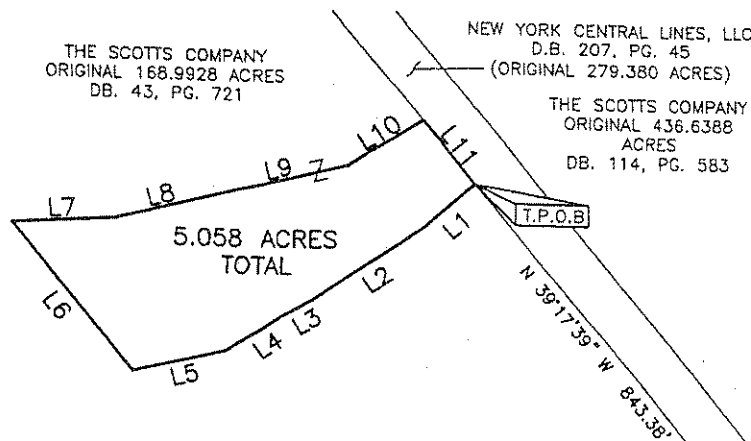 THE SCOTTS COMPANY
ORIGINAL 168.9928 ACRES
DB. 43, PG. 721
NEW YORK CENTRAL LINES, LLC
D.B. 207, PG. 45
(ORIGINAL 279.380 ACRES)
THE SCOTTS COMPANY
ORIGINAL 436.6388
ACRES
DB. 114, PG. 583
L10
L11
L9
Z
L8
L7
T.P.O.B
L1
5.058 ACRES
TOTAL
L2
L6
L3
L4
L5
N 39°17'39" W 843.38'